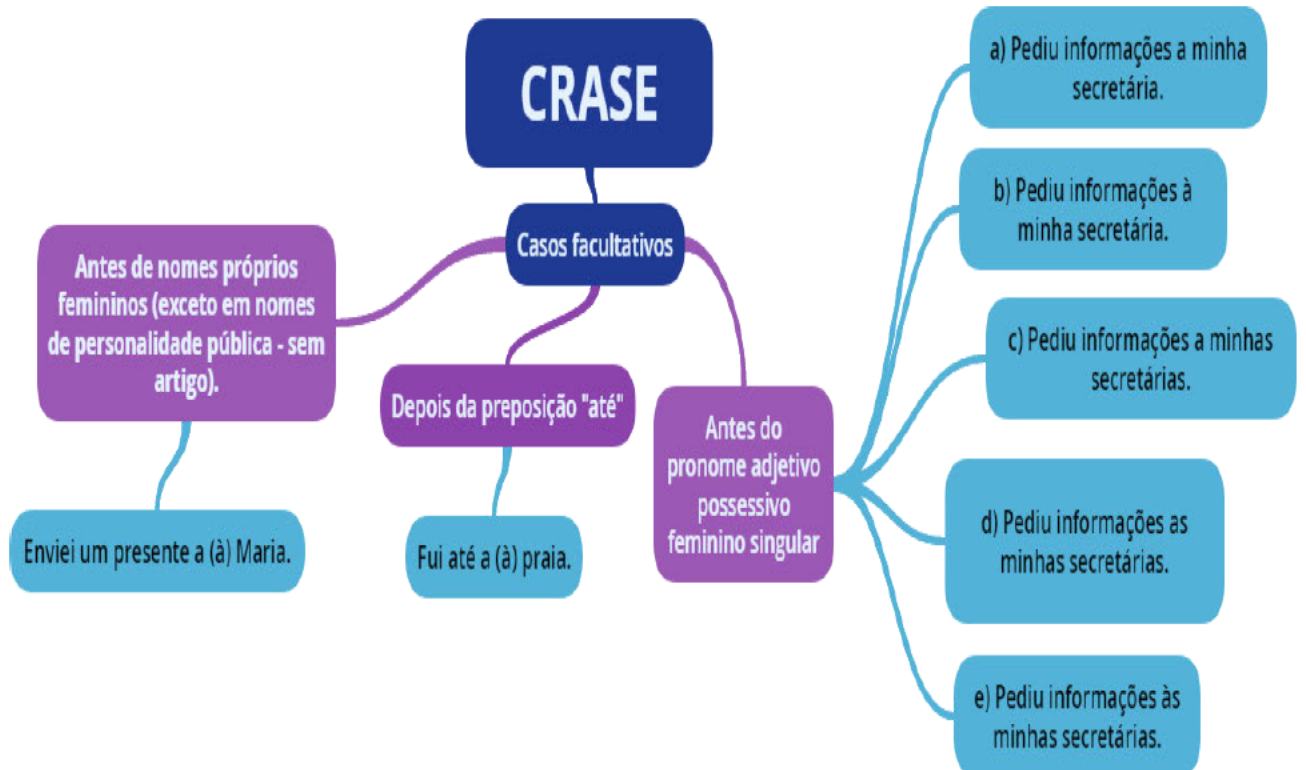 CRASE
Casos facultativos
Antes de nomes próprios
femininos (exceto em nomes
de personalidade pública - sem
artigo).
Enviei um presente a (à) Maria.
Depois da preposição "até"
Fui até a (à) praia.
Antes do
pronome adjetivo
possessivo
feminino singular
a) Pediu informações a minha
secretária.
b) Pediu informações à
minha secretária.
c) Pediu informações a minhas
secretárias.
d) Pediu informações as
minhas secretárias.
e) Pediu informações às
minhas secretárias.